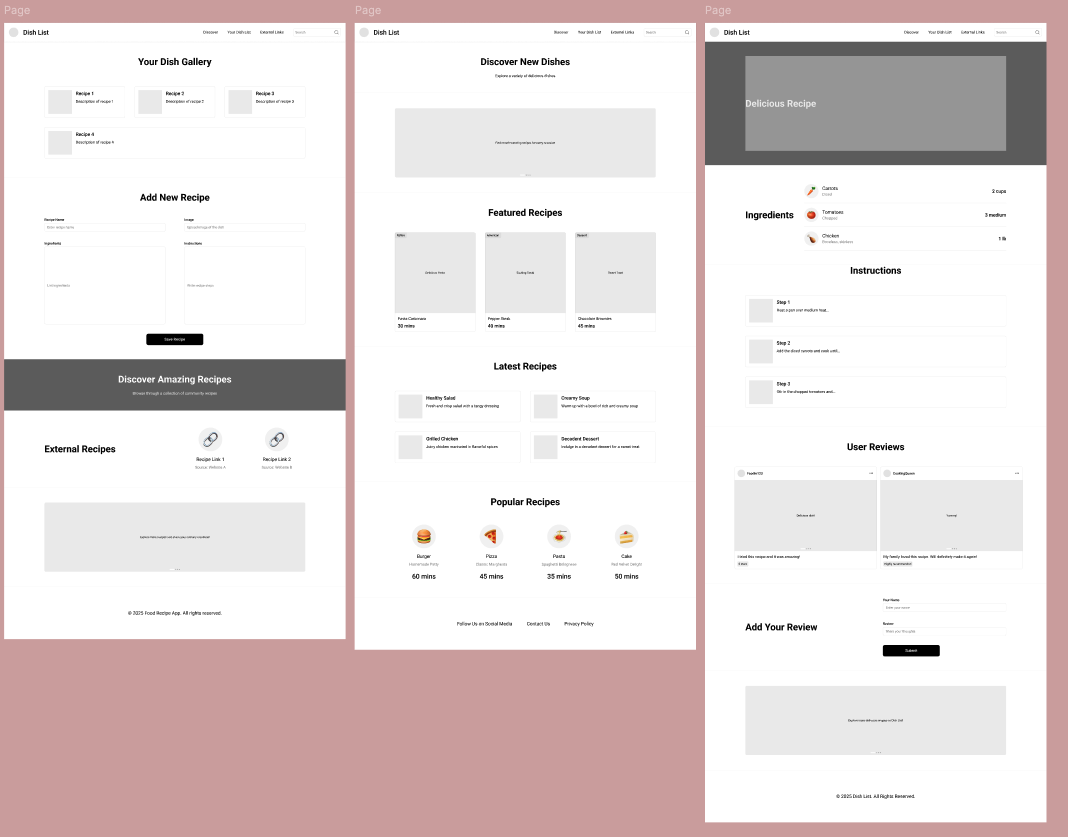 Page
Dish List
Discover Your Dish List External Links Search
Your Dish Gallery
Recipe 1
Description of recipe 1
Recipe 2
Description of recipe 2
Recipe 3
Description of recipe 3
Recipe 4
Description of recipe 4
Add New Recipe
Recipe Name
Enter recipe name
Image
Upload image of the dish
Ingredients
List ingredients
Instructions
Write recipe steps
Save Recipe
Discover Amazing Recipes
Browse through a collection of community recipes
External Recipes
Recipe Link 1
Source: Website A
Recipe Link 2
Source: Website B
© 2025 Food Recipe App. All rights reserved.
Page
Dish List
Discover Your Dish List External Links Search
Discover New Dishes
Explore a variety of delicious dishes
Find mouthwatering recipes for every occasion
Featured Recipes
Italian
Delicious Pasta
Pasta Carbonara
30 mins
American
Sizzling Steak
Pepper Steak
40 mins
Dessert
Sweet Treat
Chocolate Brownies
45 mins
Latest Recipes
Healthy Salad
Fresh and crisp salad with a tangy dressing
Creamy Soup
Warm up with a bowl of rich and creamy soup
Grilled Chicken
Juicy chicken marinated in flavorful spices
Decadent Dessert
Indulge in a decadent dessert for a sweet treat
Popular Recipes
Burger
Homemade Patty
60 mins
Pizza
Classic Margherita
45 mins
Pasta
Spaghetti Bolognese
35 mins
Cake
Red Velvet Delight
50 mins
Follow Us on Social Media Contact Us Privacy Policy
Page
Dish List
Discover Your Dish List External Links Search
Delicious Recipe
Ingredients
Carrots
Diced
2 cups
Tomatoes
Chopped
3 medium
Chicken
Boneless, skinless
1 lb
Instructions
Step 1
Heat a pan over medium heat...
Step 2
Add the diced carrots and cook until...
Step 3
Stir in the chopped tomatoes and...
User Reviews
Foodie123
Delicious dish!
I tried this recipe and it was amazing!
5 stars
CookingQueen
Yummy!
My family loved this recipe. Will definitely make it again!
Highly recommended
Add Your Review
Your Name
Enter your name
Review
Write your thoughts
Submit
Explore more delicious recipes on Dish List!
© 2025 Dish List. All Rights Reserved.